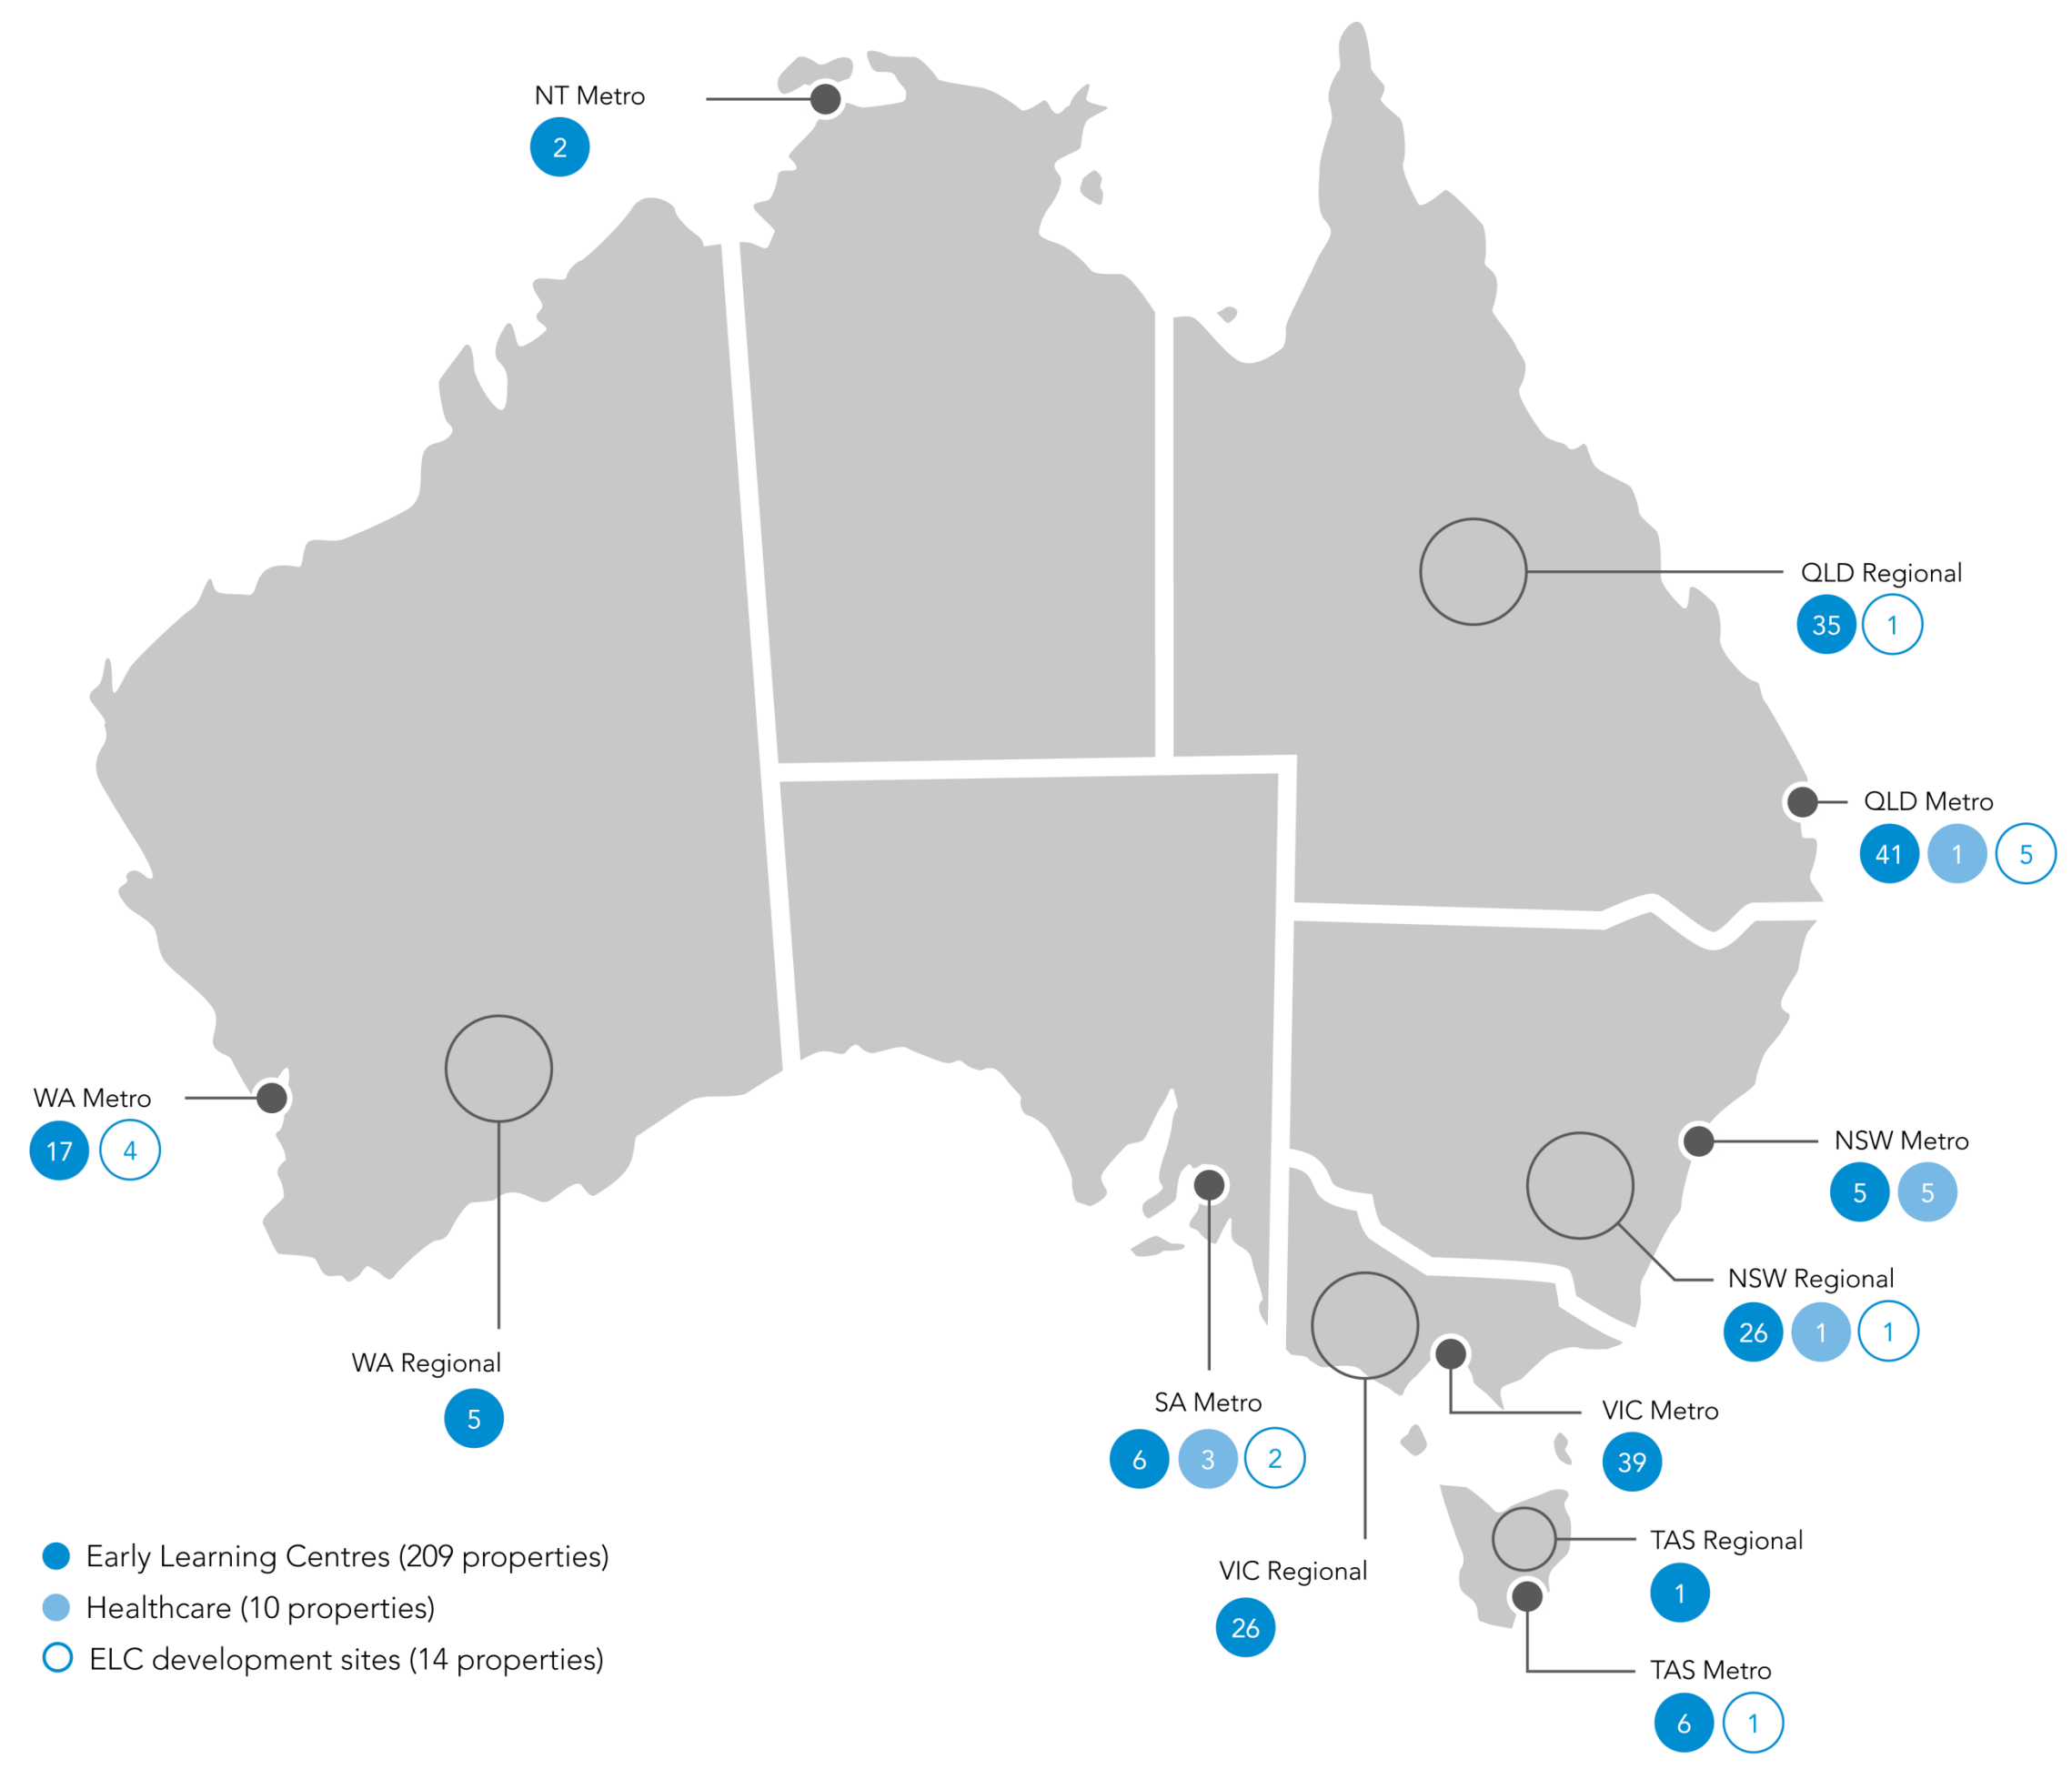 NT Metro
2
QLD Regional
35 1
QLD Metro
41 1 5
WA Metro
17 4
NSW Metro
5 5
NSW Regional
26 1 1
WA Regional
5
SA Metro
6 3 2
VIC Metro
39
VIC Regional
26
TAS Regional
1
TAS Metro
6 1
Early Learning Centres (209 properties)
Healthcare (10 properties)
ELC development sites (14 properties)